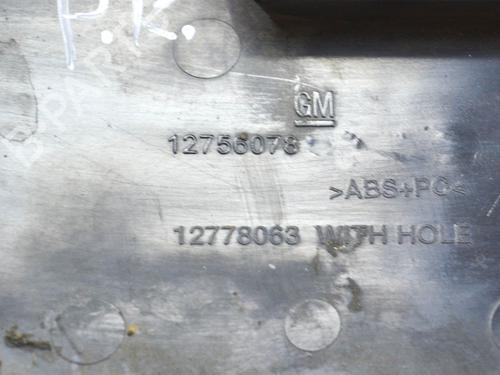 P.K.
GM
12756078
>ABS+PC<
12778063 WITH HOLE